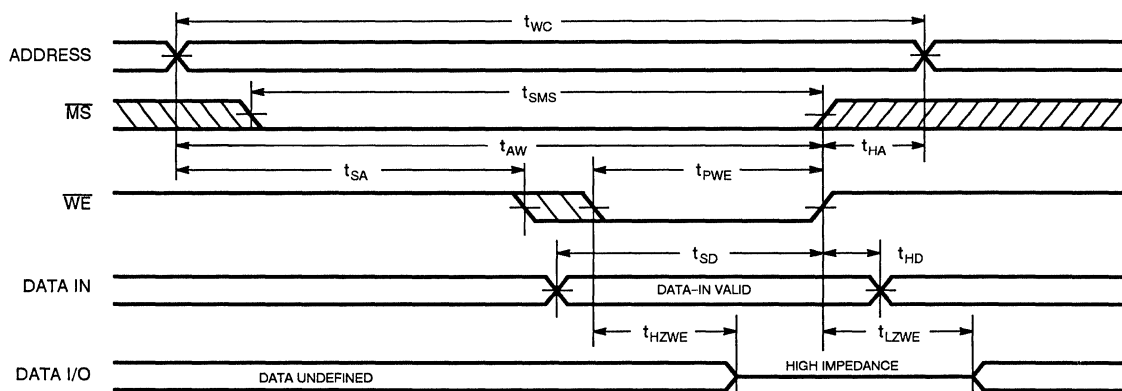 tWC
ADDRESS
tSMS
MS
tAW
tHA
tSA
tPWE
WE
tSD
tHD
DATA IN
DATA-IN VALID
tHZWE
tLZWE
HIGH IMPEDANCE
DATA I/O
DATA UNDEFINED